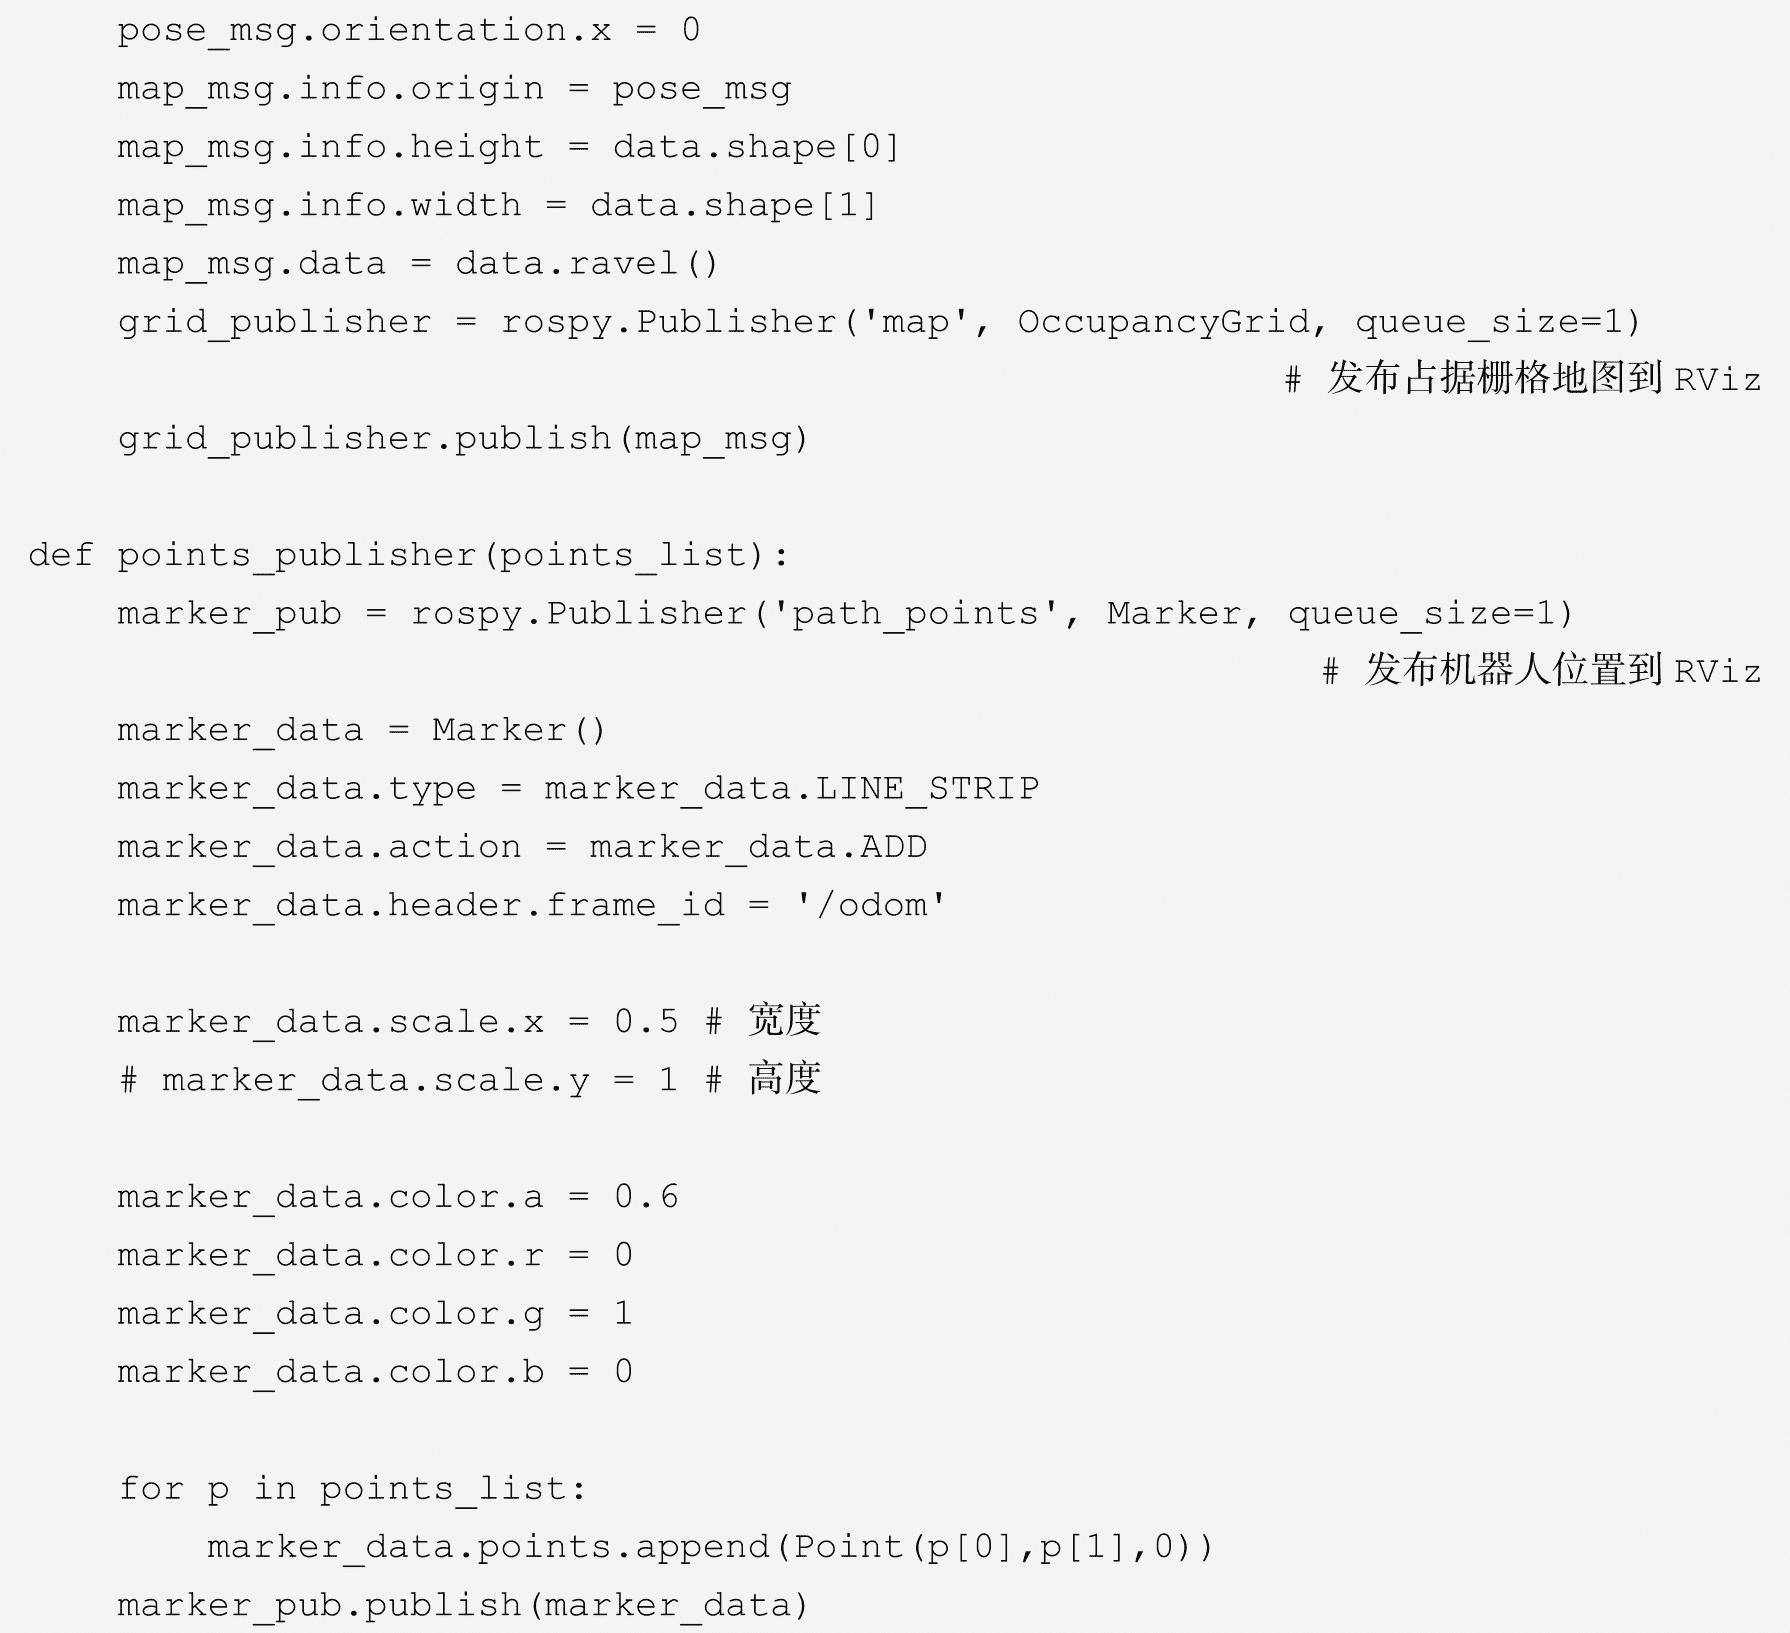 pose_msg.orientation.x = 0
map_msg.info.origin = pose_msg
map_msg.info.height = data.shape[0]
map_msg.info.width = data.shape[1]
map_msg.data = data.ravel()
grid_publisher = rospy.Publisher('map', OccupancyGrid, queue_size=1)
# 发布占据栅格地图到 RViz
grid_publisher.publish(map_msg)
def points_publisher(points_list):
marker_pub = rospy.Publisher('path_points', Marker, queue_size=1)
# 发布机器人位置到 RViz
marker_data = Marker()
marker_data.type = marker_data.LINE_STRIP
marker_data.action = marker_data.ADD
marker_data.header.frame_id = '/odom'
marker_data.scale.x = 0.5 # 宽度
# marker_data.scale.y = 1 # 高度
marker_data.color.a = 0.6
marker_data.color.r = 0
marker_data.color.g = 1
marker_data.color.b = 0
for p in points_list:
marker_data.points.append(Point(p[0],p[1],0))
marker_pub.publish(marker_data)